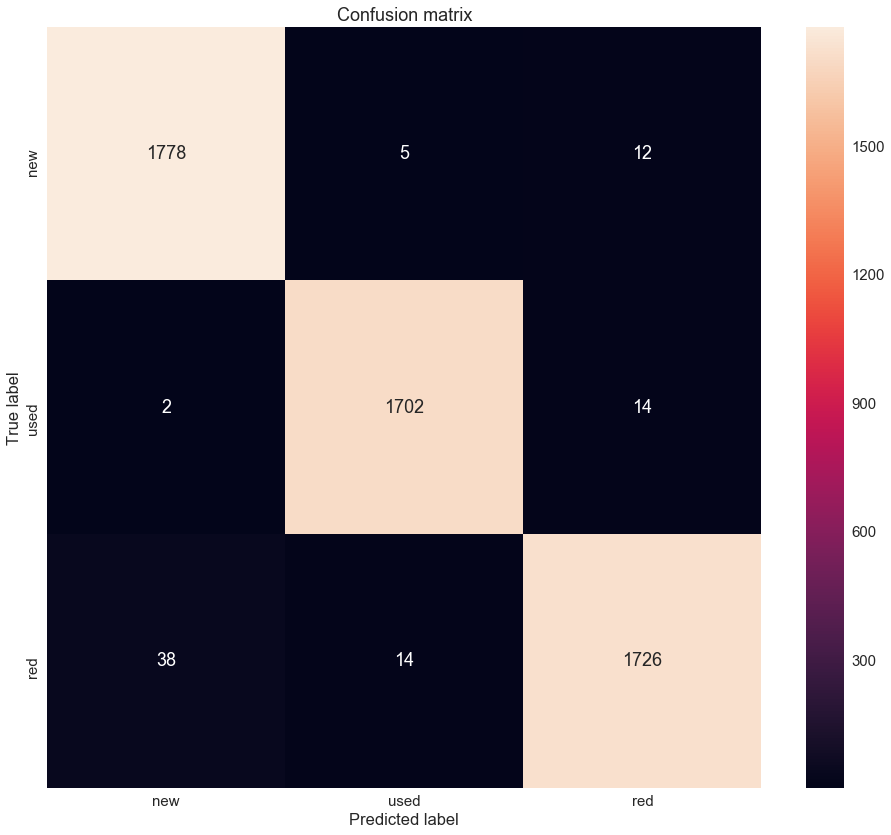 Confusion matrix
new
1778
5
12
used
2
1702
14
red
38
14
1726
True label
new
used
red
Predicted label
1500
1200
900
600
300